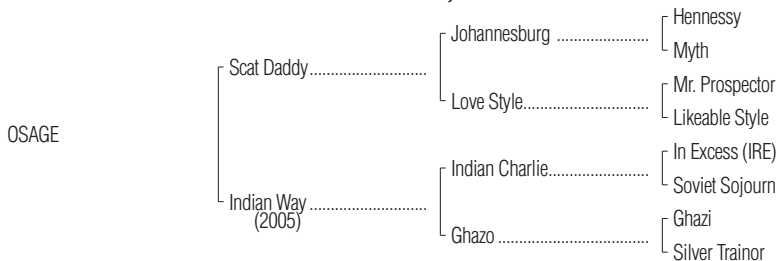 Hennessy
Johannesburg ....................
Myth
Scat Daddy..........................
Mr. Prospector
Love Style............................
Likeable Style
OSAGE
In Excess (IRE)
Indian Charlie......................
Soviet Sojourn
Indian Way ..........................
(2005)
Ghazi
Ghazo .................................
Silver Trainor